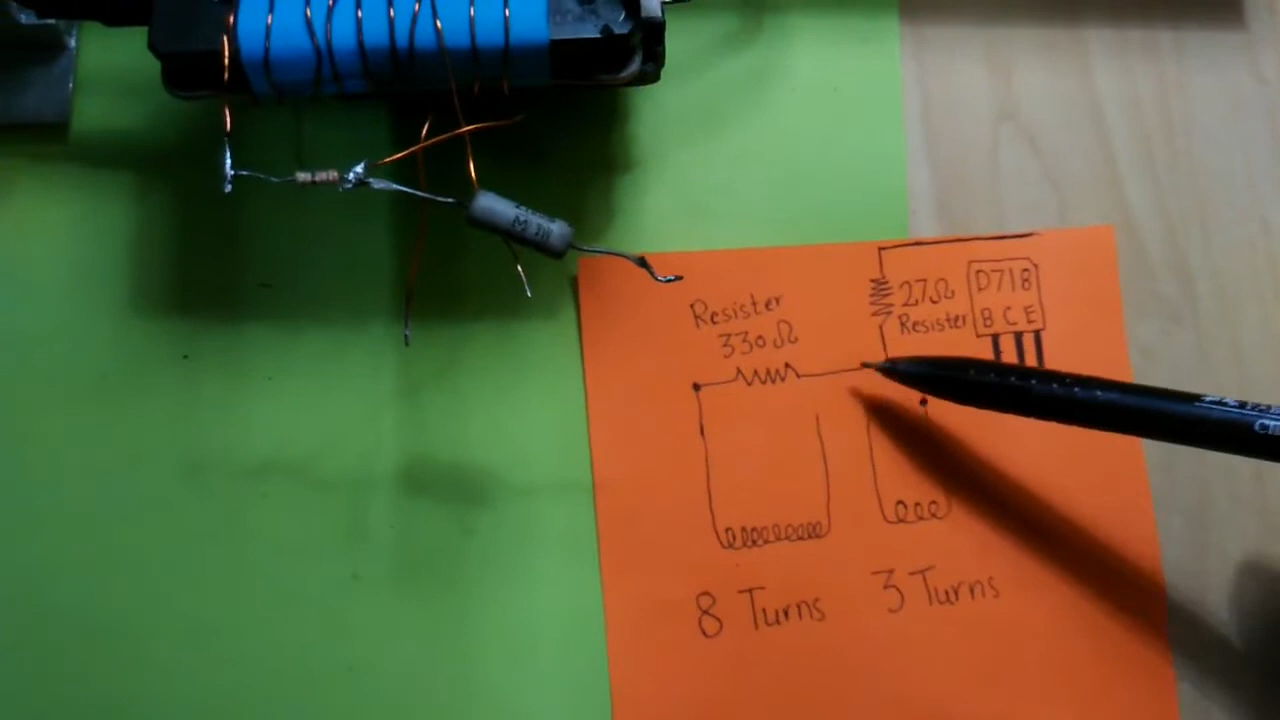 Resister
330Ω
27Ω
Resister
D718
B C E
8 Turns
3 Turns